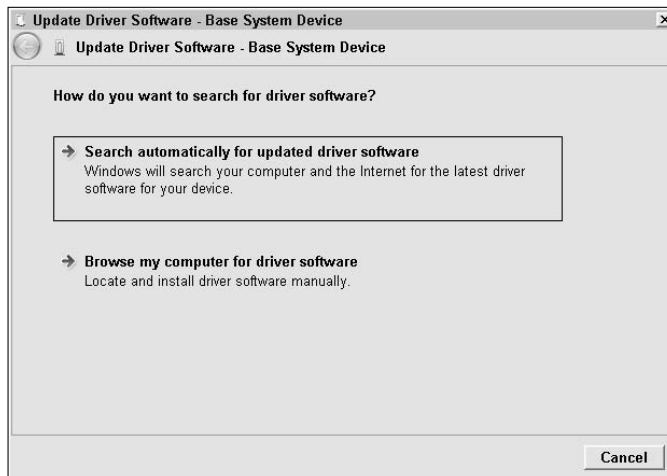 Update Driver Software - Base System Device
Update Driver Software - Base System Device
How do you want to search for driver software?
Search automatically for updated driver software
Windows will search your computer and the Internet for the latest driver
software for your device.
Browse my computer for driver software
Locate and install driver software manually.
Cancel